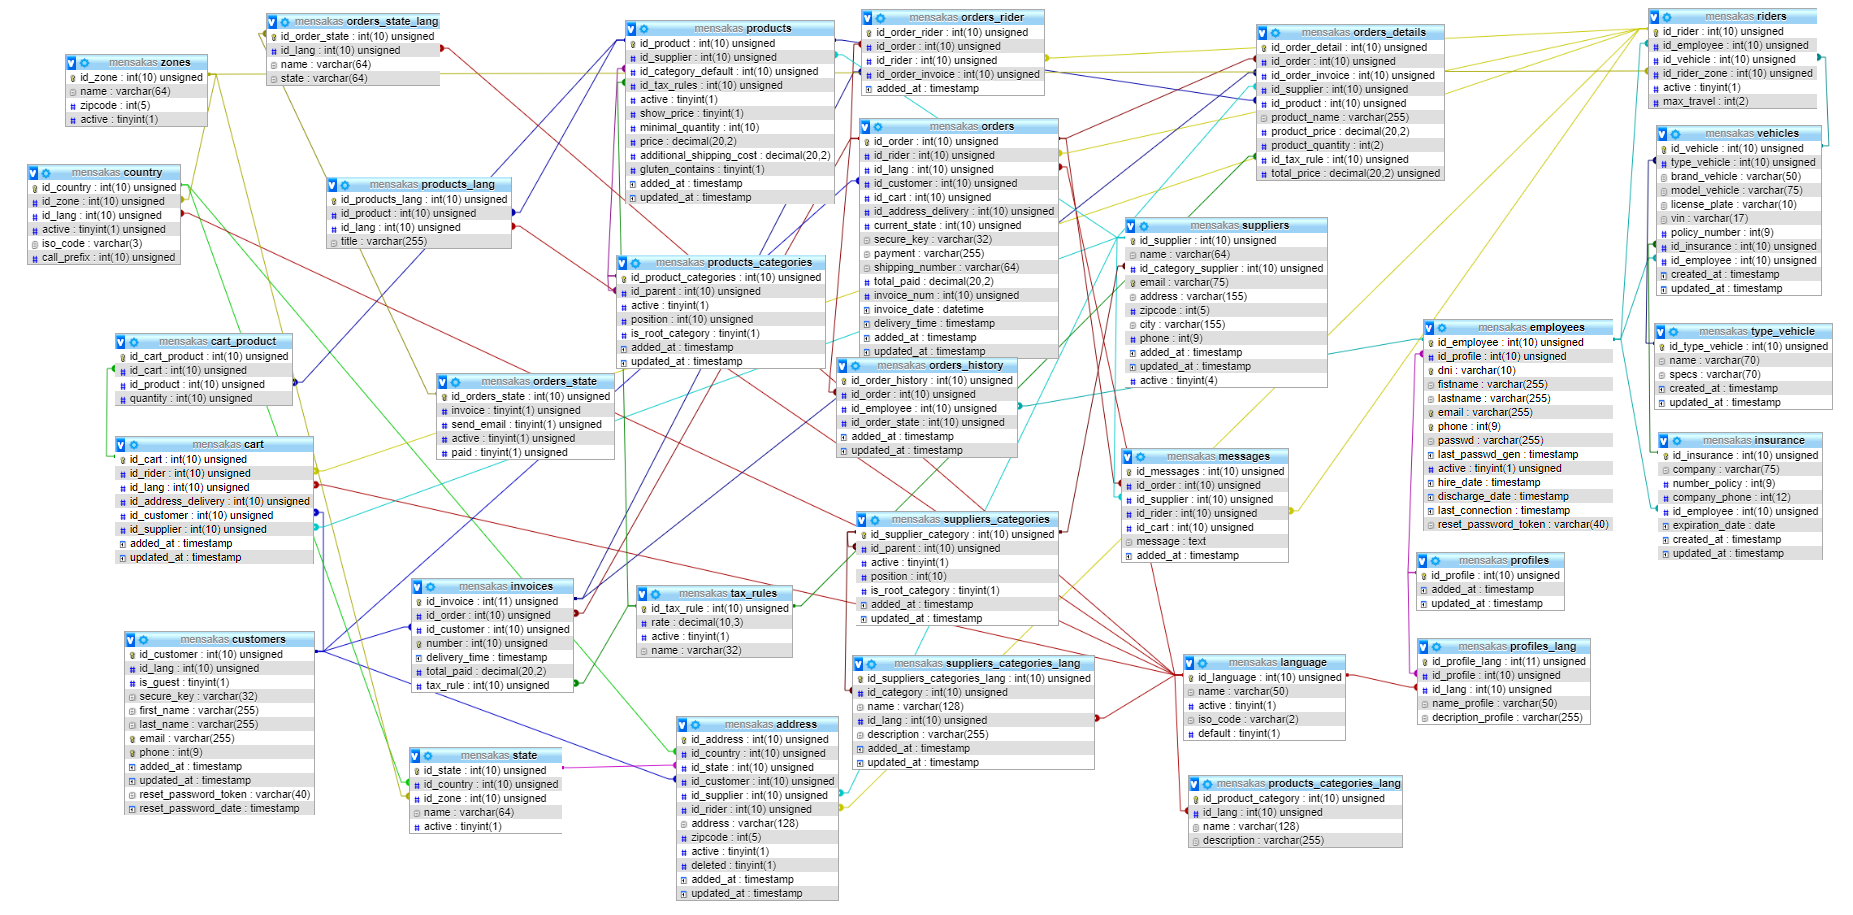 mensakas orders_state_lang
id_order_state : int(10) unsigned
id_lang : int(10) unsigned
name : varchar(64)
state : varchar(64)
mensakas zones
id_zone : int(10) unsigned
name : varchar(64)
zipcode : int(5)
active : tinyint(1)
mensakas country
id_country : int(10) unsigned
id_zone : int(10) unsigned
id_lang : int(10) unsigned
active : tinyint(1) unsigned
iso_code : varchar(3)
call_prefix : int(10) unsigned
mensakas products_lang
id_products_lang : int(10) unsigned
id_product : int(10) unsigned
id_lang : int(10) unsigned
title : varchar(255)
mensakas products
id_product : int(10) unsigned
id_supplier : int(10) unsigned
id_category_default : int(10) unsigned
id_tax_rules : int(10) unsigned
active : tinyint(1)
show_price : tinyint(1)
minimal_quantity : int(10)
price : decimal(20,2)
additional_shipping_cost : decimal(20,2)
gluten_contains : tinyint(1)
added_at : timestamp
updated_at : timestamp
mensakas products_categories
id_product_categories : int(10) unsigned
id_parent : int(10) unsigned
active : tinyint(1)
position : int(10) unsigned
is_root_category : tinyint(1)
added_at : timestamp
updated_at : timestamp
mensakas orders_rider
id_order_rider : int(10) unsigned
id_order : int(10) unsigned
id_rider : int(10) unsigned
id_order_invoice : int(10) unsigned
added_at : timestamp
mensakas orders
id_order : int(10) unsigned
id_rider : int(10) unsigned
id_lang : int(10) unsigned
id_customer : int(10) unsigned
id_cart : int(10) unsigned
id_address_delivery : int(10) unsigned
current_state : int(10) unsigned
secure_key : varchar(32)
payment : varchar(255)
shipping_number : varchar(64)
total_paid : decimal(20,2)
invoice_num : int(10) unsigned
invoice_date : datetime
delivery_time : timestamp
added_at : timestamp
updated_at : timestamp
mensakas orders_history
id_order_history : int(10) unsigned
id_order : int(10) unsigned
id_employee : int(10) unsigned
id_order_state : int(10) unsigned
added_at : timestamp
updated_at : timestamp
mensakas orders_details
id_order_detail : int(10) unsigned
id_order : int(10) unsigned
id_order_invoice : int(10) unsigned
id_supplier : int(10) unsigned
id_product : int(10) unsigned
product_name : varchar(255)
product_price : decimal(20,2)
product_quantity : int(2)
id_tax_rule : int(10) unsigned
total_price : decimal(20,2) unsigned
mensakas suppliers
id_supplier : int(10) unsigned
name : varchar(64)
id_category_supplier : int(10) unsigned
email : varchar(75)
address : varchar(155)
zipcode : int(5)
city : varchar(155)
phone : int(9)
added_at : timestamp
updated_at : timestamp
active : tinyint(4)
mensakas riders
id_rider : int(10) unsigned
id_employee : int(10) unsigned
id_vehicle : int(10) unsigned
id_rider_zone : int(10) unsigned
active : tinyint(1)
max_travel : int(2)
mensakas vehicles
id_vehicle : int(10) unsigned
type_vehicle : int(10) unsigned
brand_vehicle : varchar(50)
model_vehicle : varchar(75)
license_plate : varchar(10)
vin : varchar(17)
policy_number : int(9)
id_insurance : int(10) unsigned
id_employee : int(10) unsigned
created_at : timestamp
updated_at : timestamp
mensakas type_vehicle
id_type_vehicle : int(10) unsigned
name : varchar(70)
specs : varchar(70)
created_at : timestamp
updated_at : timestamp
mensakas insurance
id_insurance : int(10) unsigned
company : varchar(75)
number_policy : int(9)
company_phone : int(12)
id_employee : int(10) unsigned
expiration_date : date
created_at : timestamp
updated_at : timestamp
mensakas employees
id_employee : int(10) unsigned
id_profile : int(10) unsigned
dni : varchar(10)
fistname : varchar(255)
lastname : varchar(255)
email : varchar(255)
phone : int(9)
passwd : varchar(255)
last_passwd_gen : timestamp
active : tinyint(1) unsigned
hire_date : timestamp
discharge_date : timestamp
last_connection : timestamp
reset_password_token : varchar(40)
mensakas cart_product
id_cart_product : int(10) unsigned
id_cart : int(10) unsigned
id_product : int(10) unsigned
quantity : int(10) unsigned
mensakas orders_state
id_orders_state : int(10) unsigned
invoice : tinyint(1) unsigned
send_email : tinyint(1) unsigned
active : tinyint(1) unsigned
paid : tinyint(1) unsigned
mensakas cart
id_cart : int(10) unsigned
id_rider : int(10) unsigned
id_lang : int(10) unsigned
id_address_delivery : int(10) unsigned
id_customer : int(10) unsigned
id_supplier : int(10) unsigned
added_at : timestamp
updated_at : timestamp
mensakas messages
id_messages : int(10) unsigned
id_order : int(10) unsigned
id_supplier : int(10) unsigned
id_rider : int(10) unsigned
id_cart : int(10) unsigned
message : text
added_at : timestamp
mensakas suppliers_categories
id_supplier_category : int(10) unsigned
id_parent : int(10) unsigned
active : tinyint(1)
position : int(10)
is_root_category : tinyint(1)
added_at : timestamp
updated_at : timestamp
mensakas profiles
id_profile : int(10) unsigned
added_at : timestamp
updated_at : timestamp
mensakas invoices
id_invoice : int(11) unsigned
id_order : int(10) unsigned
id_customer : int(10) unsigned
number : int(10) unsigned
delivery_time : timestamp
total_paid : decimal(20,2)
tax_rule : int(10) unsigned
mensakas tax_rules
id_tax_rule : int(10) unsigned
rate : decimal(10,3)
active : tinyint(1)
name : varchar(32)
mensakas customers
id_customer : int(10) unsigned
id_lang : int(10) unsigned
is_guest : tinyint(1)
secure_key : varchar(32)
first_name : varchar(255)
last_name : varchar(255)
email : varchar(255)
phone : int(9)
added_at : timestamp
updated_at : timestamp
reset_password_token : varchar(40)
reset_password_date : timestamp
mensakas state
id_state : int(10) unsigned
id_country : int(10) unsigned
id_zone : int(10) unsigned
name : varchar(64)
active : tinyint(1)
mensakas address
id_address : int(10) unsigned
id_country : int(10) unsigned
id_state : int(10) unsigned
id_customer : int(10) unsigned
id_supplier : int(10) unsigned
id_rider : int(10) unsigned
address : varchar(128)
zipcode : int(5)
active : tinyint(1)
deleted : tinyint(1)
added_at : timestamp
updated_at : timestamp
mensakas suppliers_categories_lang
id_suppliers_categories_lang : int(10) unsigned
id_category : int(10) unsigned
name : varchar(128)
id_lang : int(10) unsigned
description : varchar(255)
added_at : timestamp
updated_at : timestamp
mensakas language
id_language : int(10) unsigned
name : varchar(50)
active : tinyint(1)
iso_code : varchar(2)
default : tinyint(1)
mensakas profiles_lang
id_profile_lang : int(11) unsigned
id_profile : int(10) unsigned
id_lang : int(10) unsigned
name_profile : varchar(50)
decription_profile : varchar(255)
mensakas products_categories_lang
id_product_category : int(10) unsigned
id_lang : int(10) unsigned
name : varchar(128)
description : varchar(255)